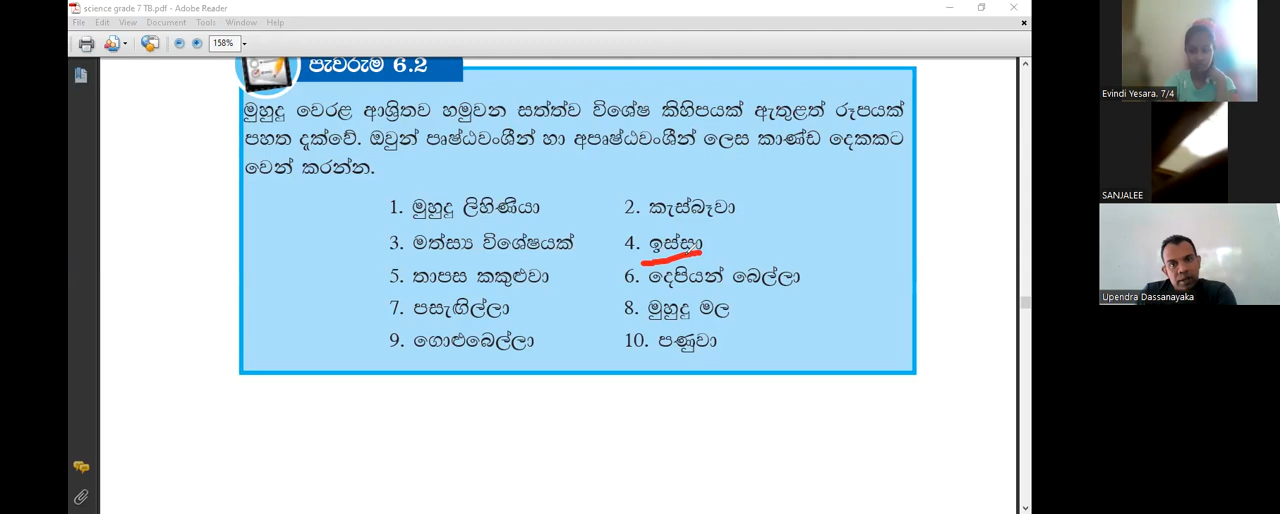 science grade 7 TB.pdf - Adobe Reader
File Edit View Document Tools Window Help
158%
පැවරුම 6.2
මුහුදු වෙරළ ආශ්‍රිතව හමුවන සත්ත්ව විශේෂ කිහිපයක් ඇතුළත් රූපයක්
පහත දැක්වේ. ඔවුන් පෘෂ්ඨවංශීන් හා අපෘෂ්ඨවංශීන් ලෙස කාණ්ඩ දෙකකට
වෙන් කරන්න.
1. මුහුදු ලිහිණියා 2. කැස්බෑවා
3. මත්ස්‍ය විශේෂයක් 4. ඉස්සා
5. තාපස කකුළුවා 6. දෙපියන් බෙල්ලා
7. පසැඟිල්ලා 8. මුහුදු මල
9. ගොළුබෙල්ලා 10. පණුවා
Evindi Yesara. 7/4
SANJALEE
Upendra Dassanayaka